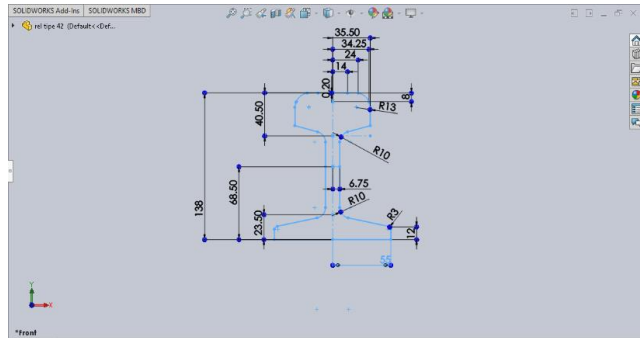 SOLIDWORKS Add-Ins SOLIDWORKS MBD
rel tipe 42 (Default<<Def...
35.50
34.25
24
14
0.20
8
R13
40.50
R10
138
68.50
6.75
R10
23.50
R3
12
55
Y
X
*Front